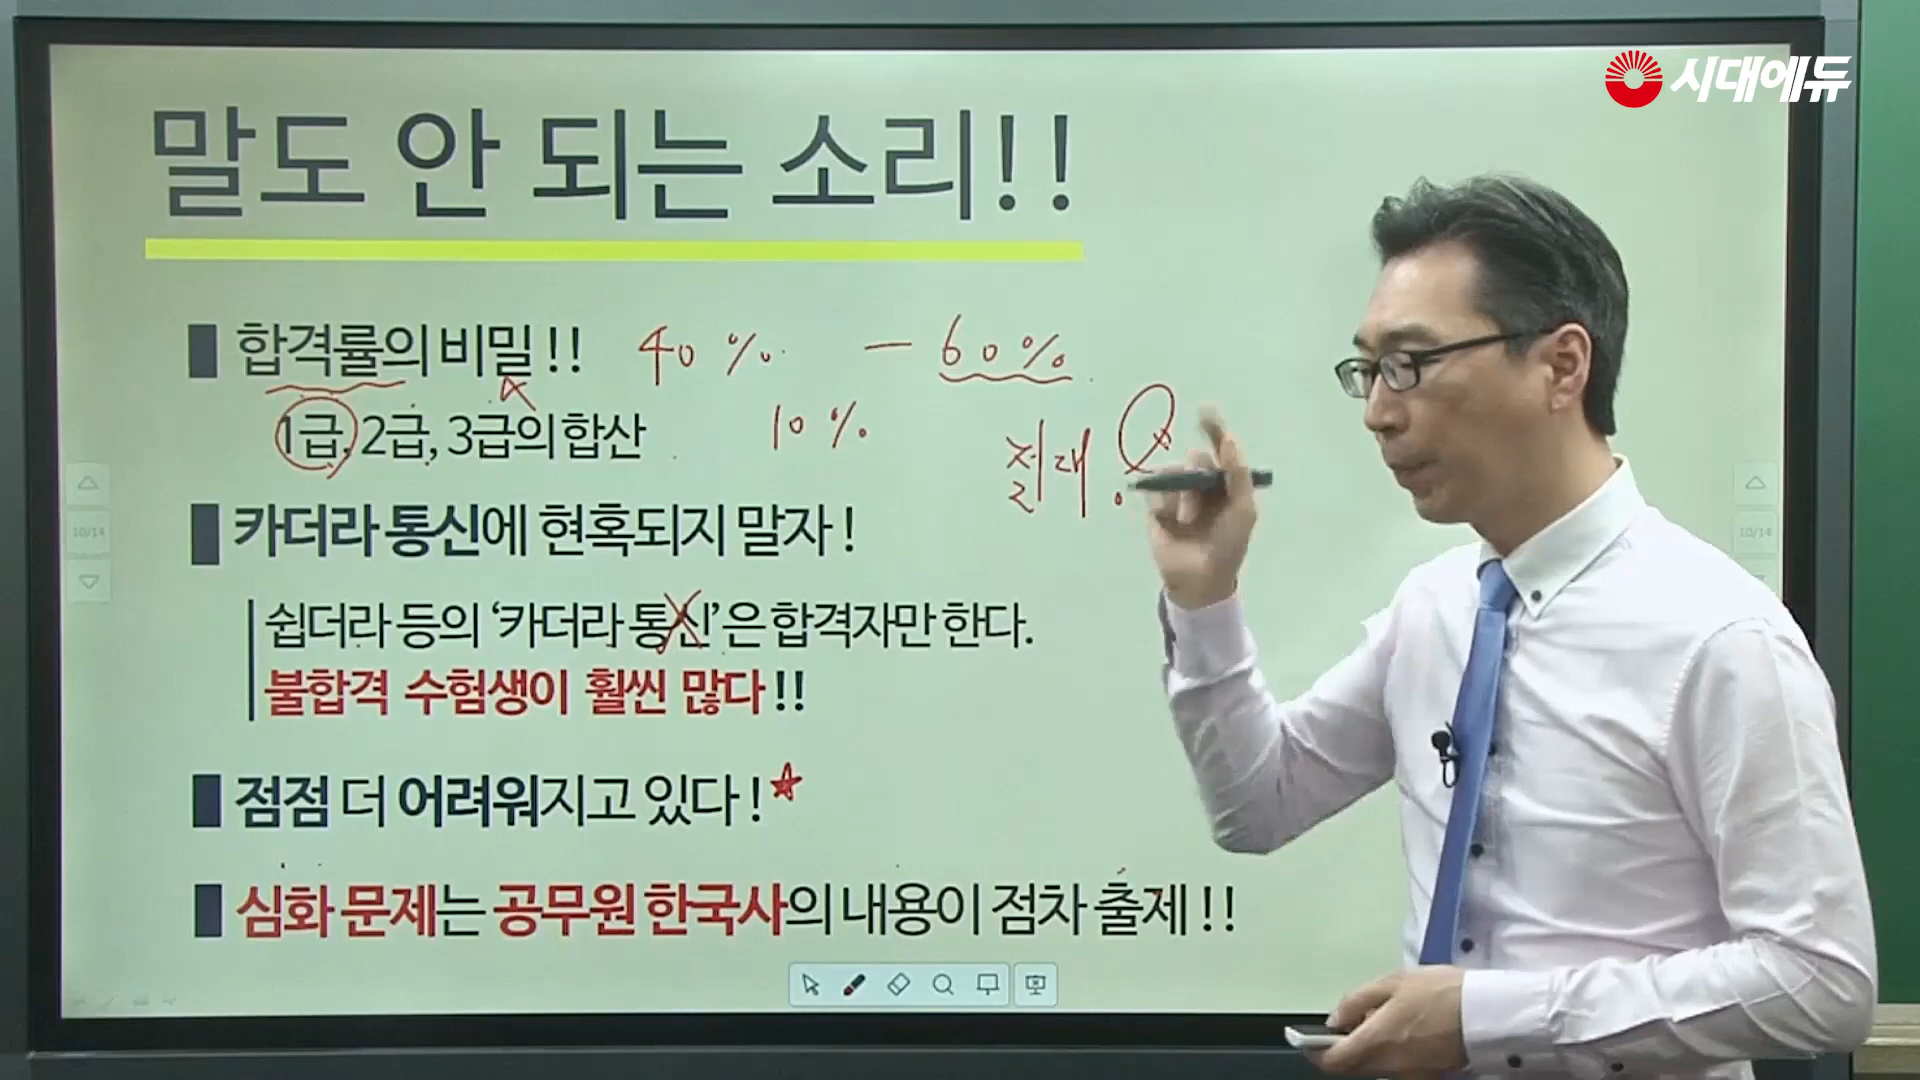 시대에듀
말도 안 되는 소리!!
합격률의 비밀!! 40% - 60%
1급, 2급, 3급의 합산 10%
절대
카더라 통신에 현혹되지 말자!
쉽더라 등의 ‘카더라 통신’은 합격자만 한다.
불합격 수험생이 훨씬 많다!!
점점 더 어려워지고 있다!
심화 문제는 공무원 한국사의 내용이 점차 출제!!
10/14
10/14